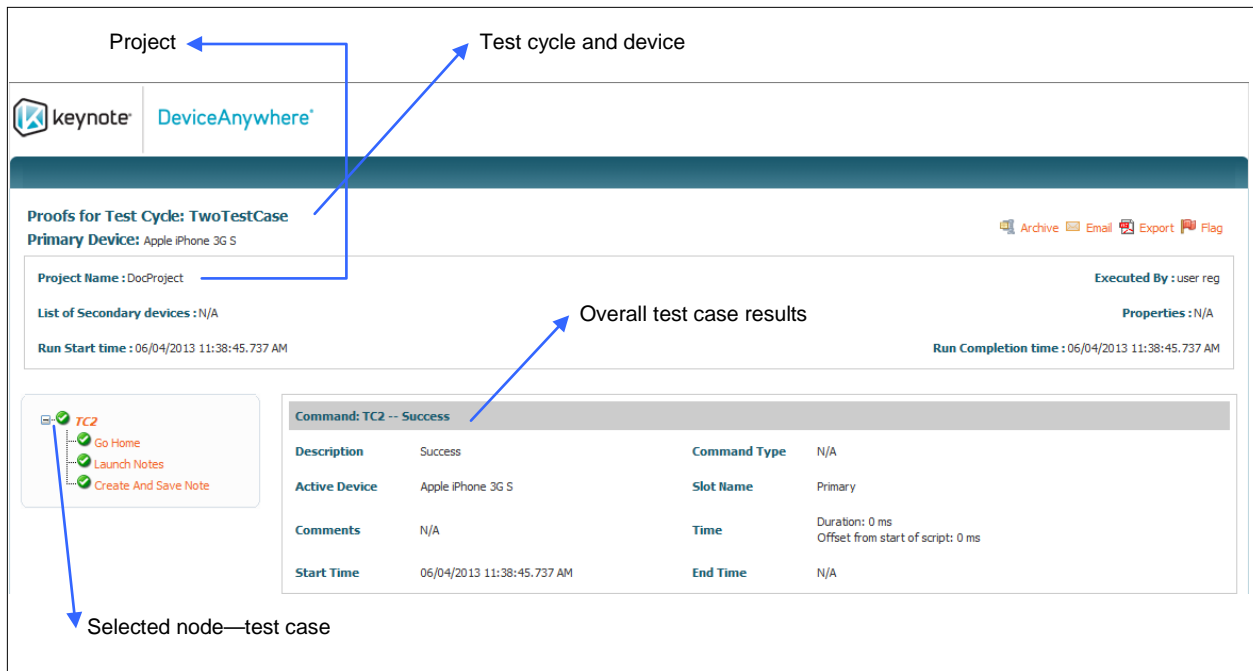 Project
Test cycle and device
keynote®
DeviceAnywhere®
Proofs for Test Cycle: TwoTestCase
Primary Device: Apple iPhone 3G S
Archive Email Export Flag
Project Name : DocProject
Executed By : user reg
List of Secondary devices : N/A
Overall test case results
Properties : N/A
Run Start time : 06/04/2013 11:38:45.737 AM
Run Completion time : 06/04/2013 11:38:45.737 AM
TC2
Go Home
Launch Notes
Create And Save Note
Command: TC2 -- Success
Description Success Command Type N/A
Active Device Apple iPhone 3G S Slot Name Primary
Comments N/A Time Duration: 0 ms
Offset from start of script: 0 ms
Start Time 06/04/2013 11:38:45.737 AM End Time N/A
Selected node—test case